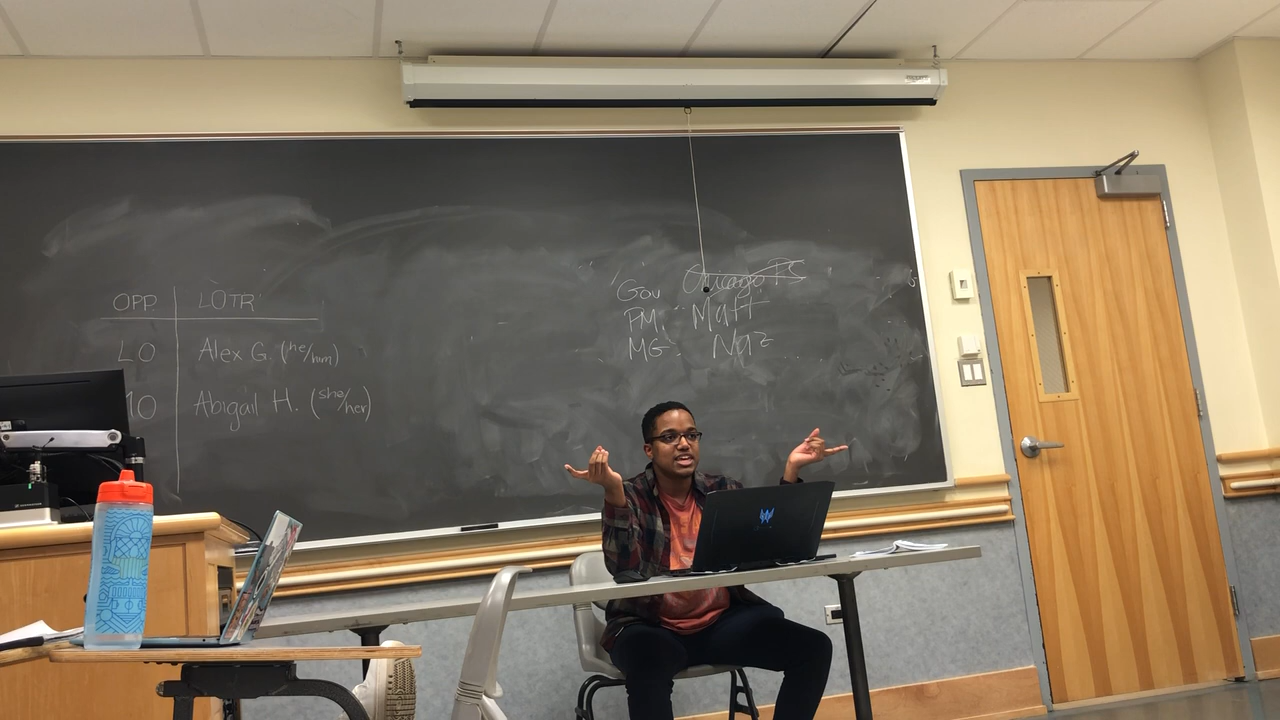 OPP LOTR
LO Alex G. (he/him)
MO Abigail H. (she/her)
Gov Chicago PS
PM. Matt
MG. Naz